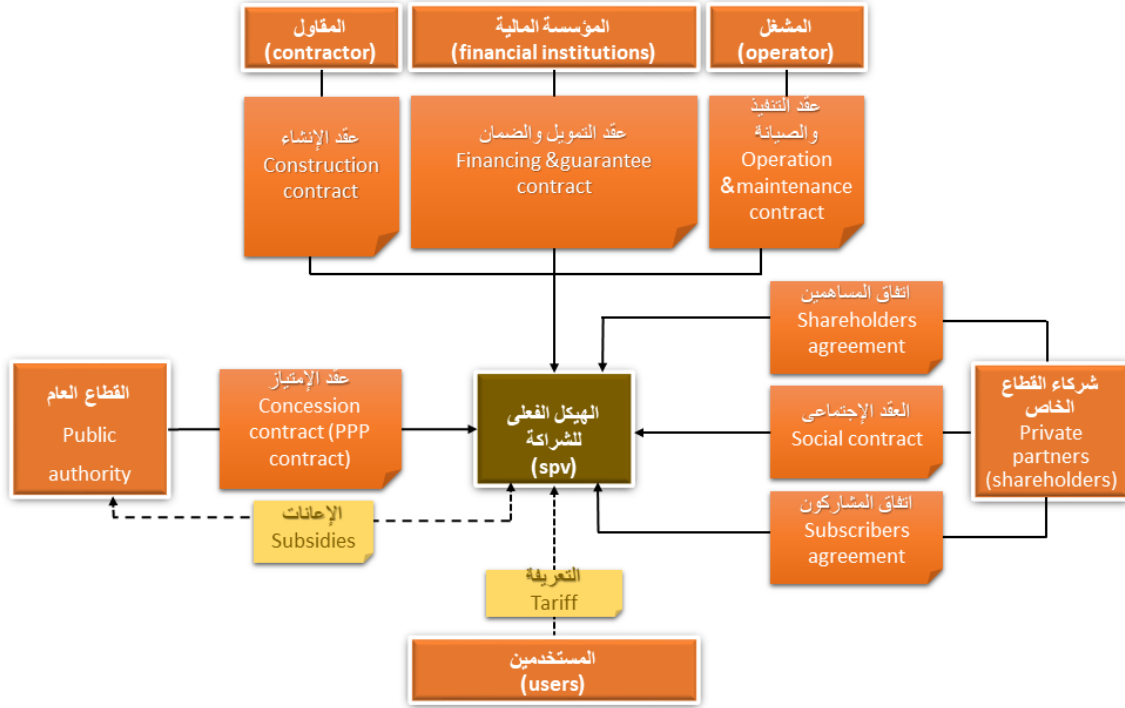 المقاول
(contractor)
المؤسسة المالية
(financial institutions)
المشغل
(operator)
عقد الإنشاء
Construction
contract
عقد التمويل والضمان
Financing &guarantee
contract
عقد التنفيذ
والصيانة
Operation
&maintenance
contract
اتفاق المساهمين
Shareholders
agreement
القطاع العام
Public
authority
عقد الإمتياز
Concession
contract (PPP
contract)
الهيكل الفعلى
للشراكة
(spv)
العقد الإجتماعى
Social contract
شركاء القطاع
الخاص
Private
partners
(shareholders)
الإعانات
Subsidies
اتفاق المشاركون
Subscribers
agreement
التعريفة
Tariff
المستخدمين
(users)